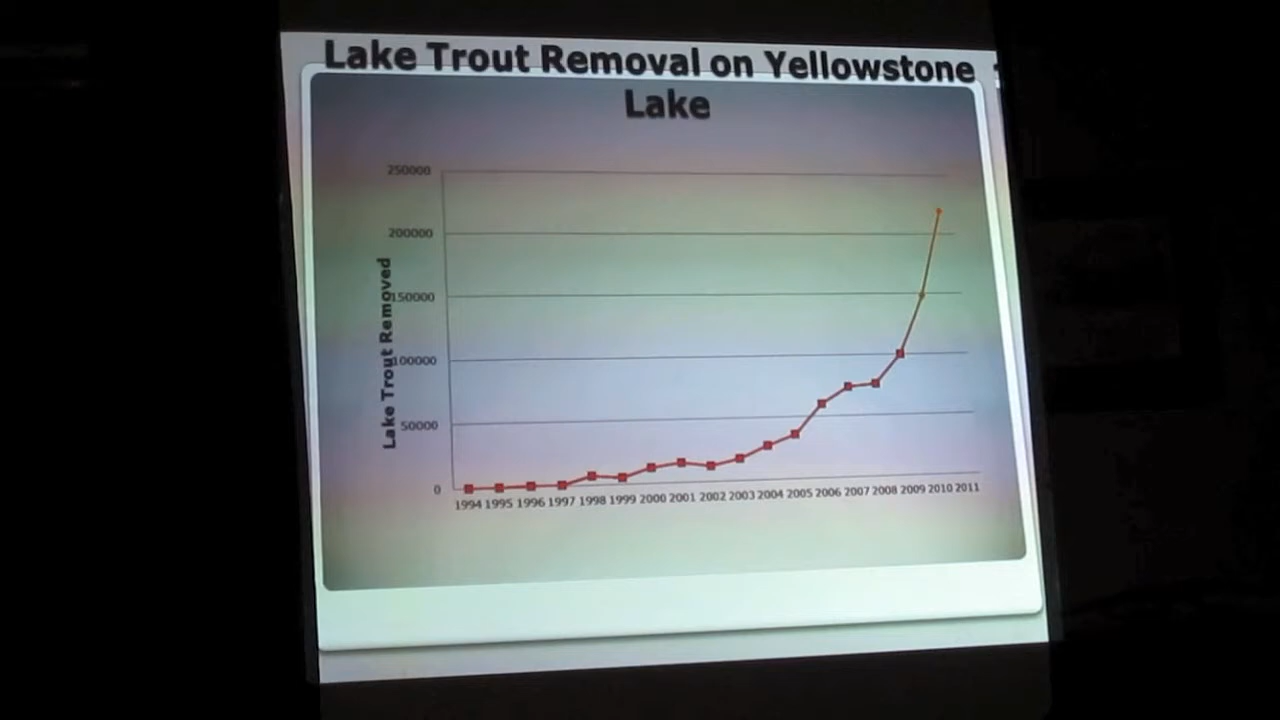 Lake Trout Removal on Yellowstone
Lake
250000
200000
150000
100000
50000
0
Lake Trout Removed
1994 1995 1996 1997 1998 1999 2000 2001 2002 2003 2004 2005 2006 2007 2008 2009 2010 2011